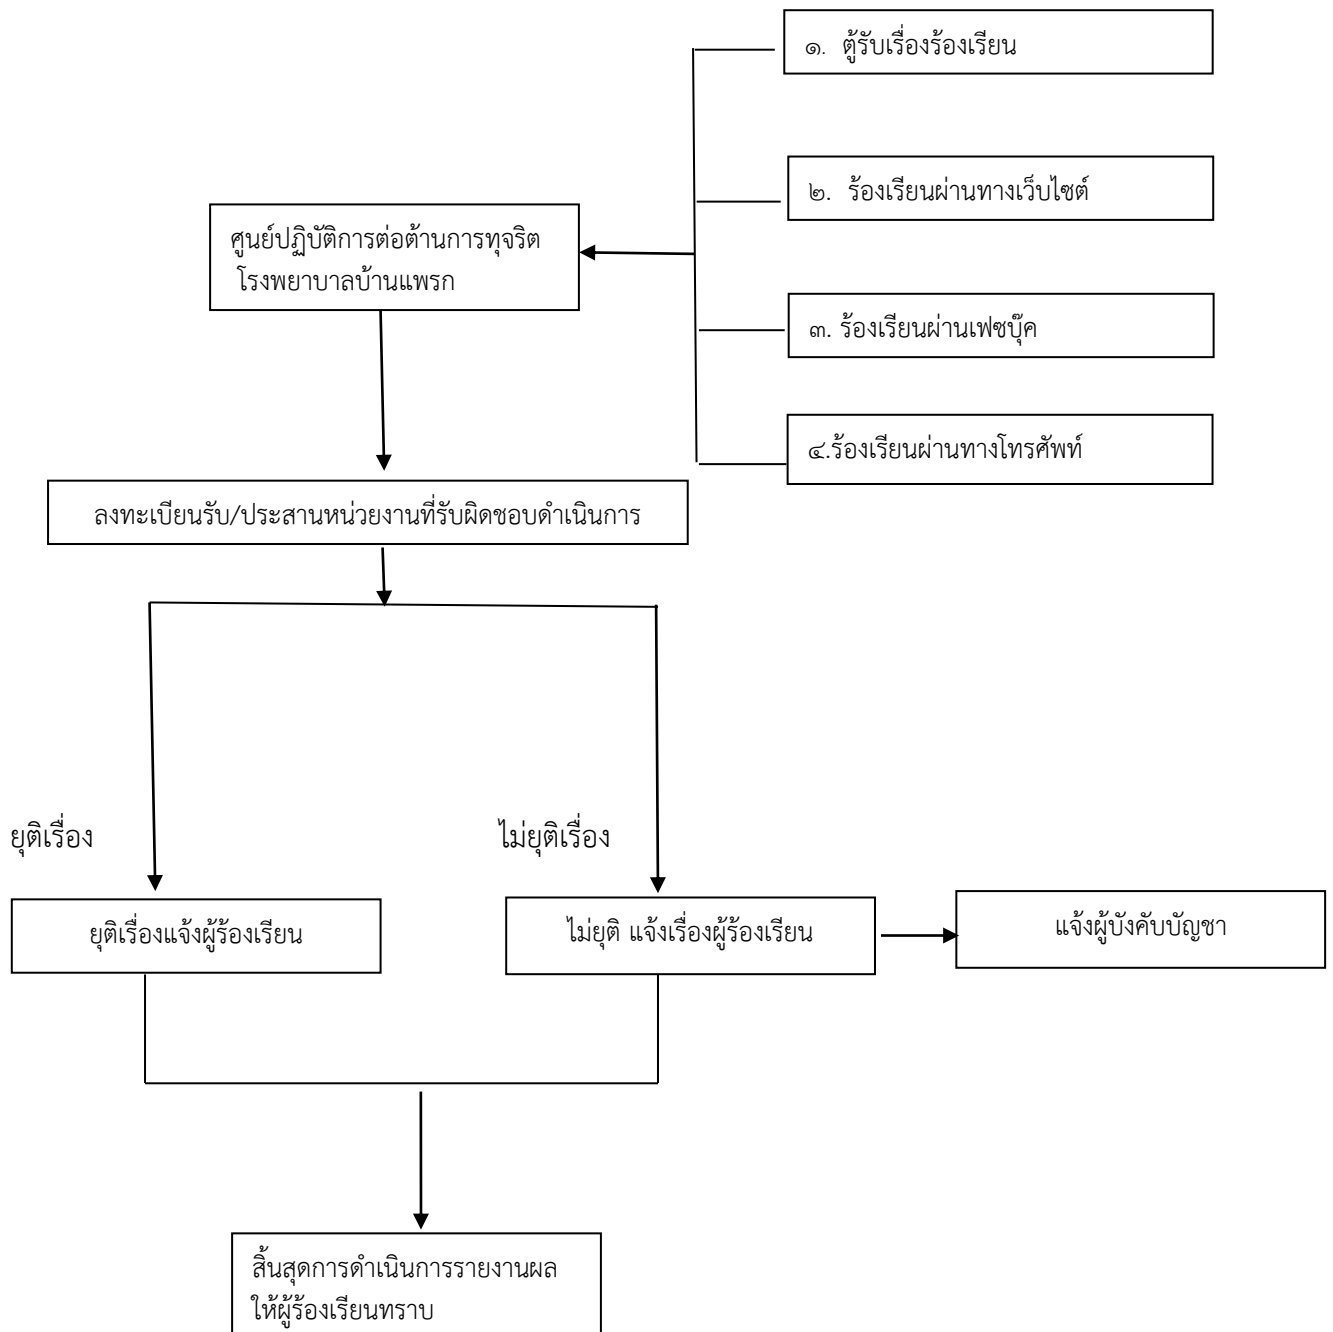 ๑. ตู้รับเรื่องร้องเรียน
๒. ร้องเรียนผ่านทางเว็บไซต์
ศูนย์ปฏิบัติการต่อต้านการทุจริต
โรงพยาบาลบ้านแพรก
๓. ร้องเรียนผ่านเฟซบุ๊ค
๔.ร้องเรียนผ่านทางโทรศัพท์
ลงทะเบียนรับ/ประสานหน่วยงานที่รับผิดชอบดำเนินการ
ยุติเรื่อง
ไม่ยุติเรื่อง
ยุติเรื่องแจ้งผู้ร้องเรียน
ไม่ยุติ แจ้งเรื่องผู้ร้องเรียน
แจ้งผู้บังคับบัญชา
สิ้นสุดการดำเนินการรายงานผล
ให้ผู้ร้องเรียนทราบ